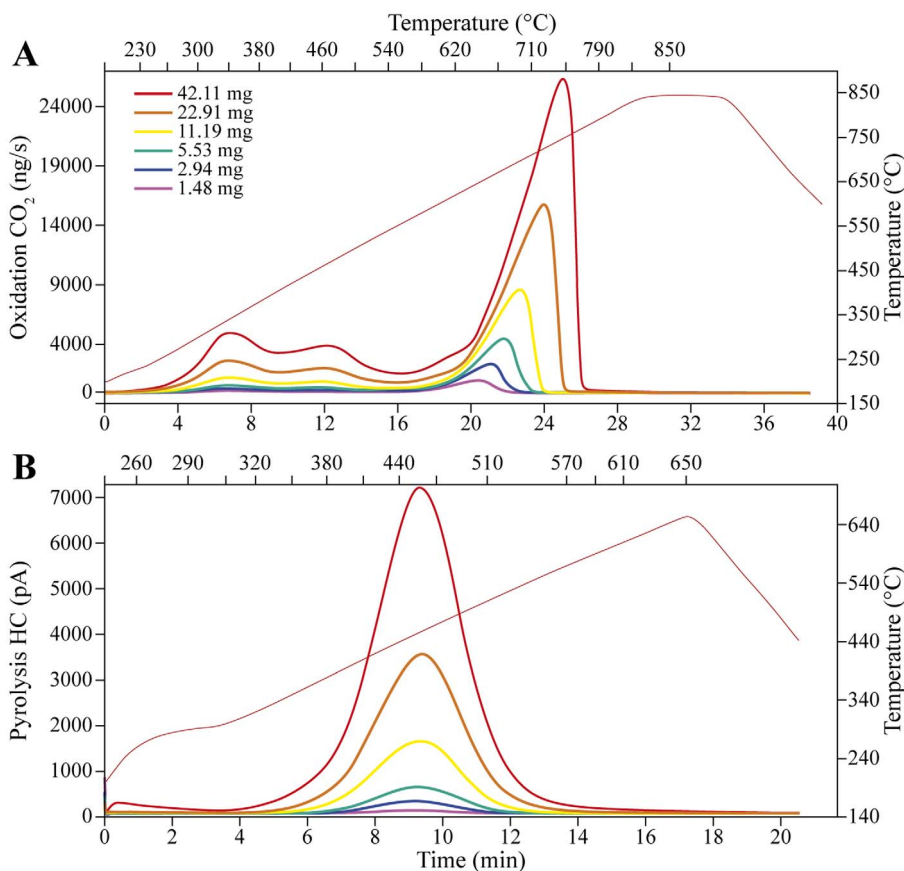 Temperature (°C)
A
230 330 380 460 540 620 710 790 850
24000
19000
14000
9000
4000
0
Oxidation CO₂ (ng/s)
42.11 mg
22.91 mg
11.19 mg
5.53 mg
2.94 mg
1.48 mg
850
750
650
550
450
350
250
150
Temperature (°C)
0 4 8 12 16 20 24 28 32 36 40
B
260 290 320 380 440 510 570 610 650
7000
6000
5000
4000
3000
2000
1000
0
Pyrolysis HC (pA)
640
540
440
340
240
140
Temperature (°C)
0 2 4 6 8 10 12 14 16 18 20
Time (min)